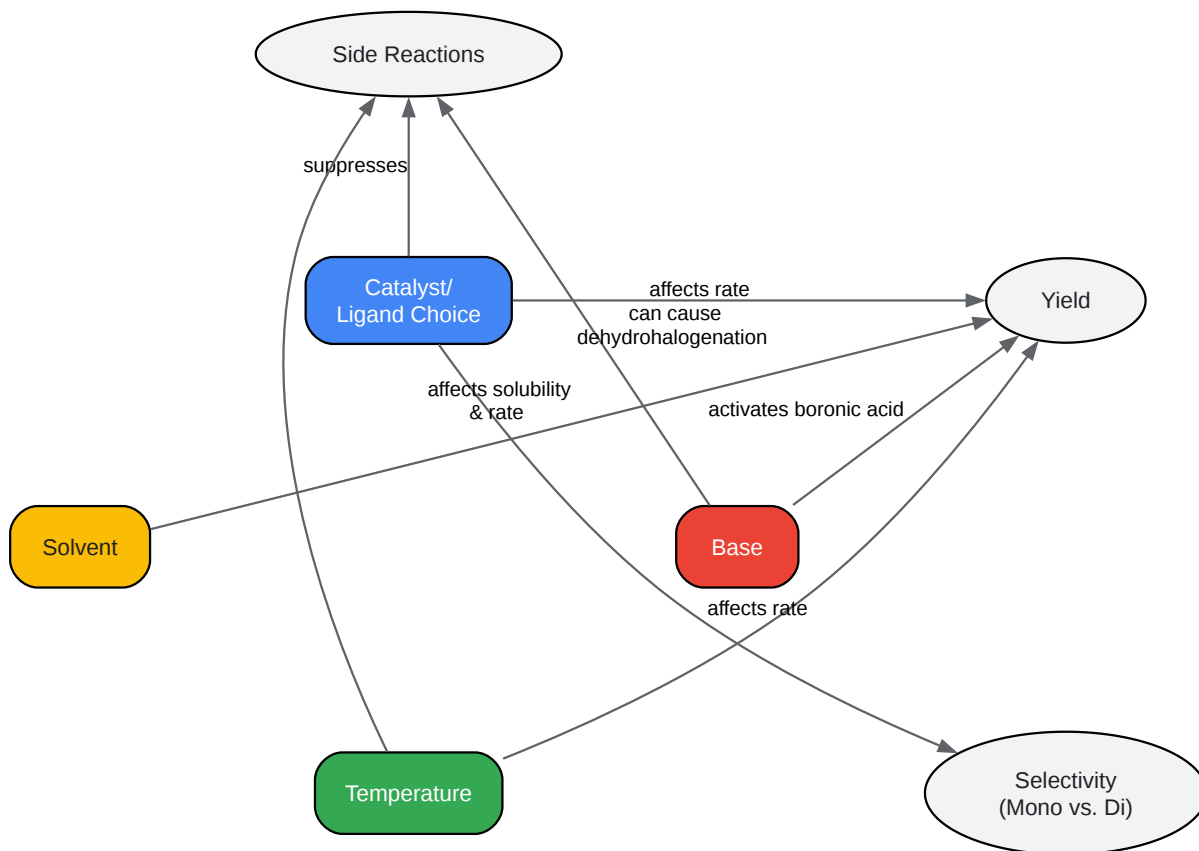 Side Reactions
suppresses
Catalyst/
Ligand Choice
affects rate
Yield
can cause
dehydrohalogenation
affects solubility
& rate
activates boronic acid
Solvent
Base
affects rate
Temperature
Selectivity
(Mono vs. Di)